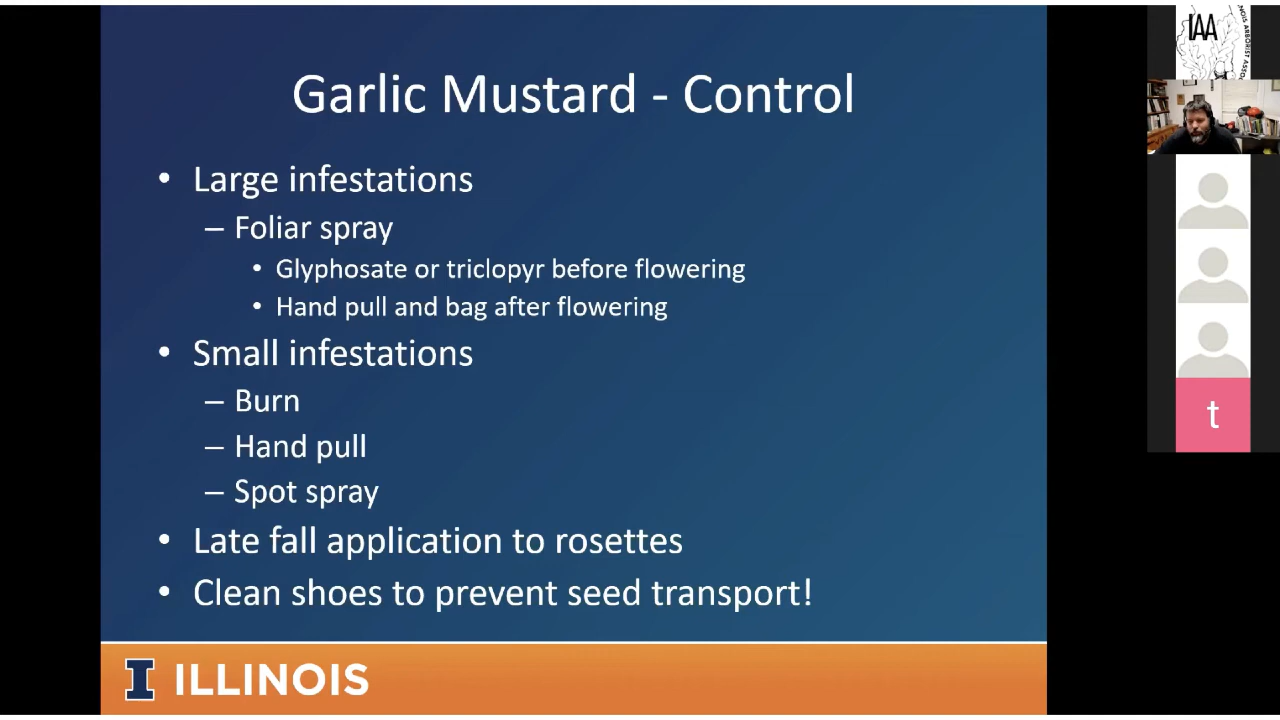 Garlic Mustard - Control
• Large infestations
– Foliar spray
• Glyphosate or triclopyr before flowering
• Hand pull and bag after flowering
• Small infestations
– Burn
– Hand pull
– Spot spray
• Late fall application to rosettes
• Clean shoes to prevent seed transport!
I ILLINOIS
IAA
t